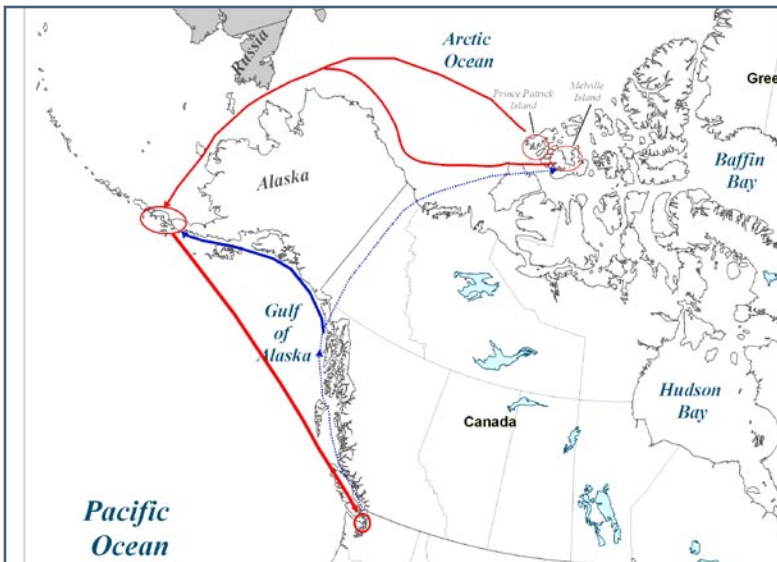 Russia
Arctic
Ocean
Prince Patrick
Island
Melville
Island
Gree
Baffin
Bay
Alaska
Gulf
of
Alaska
Canada
Hudson
Bay
Pacific
Ocean